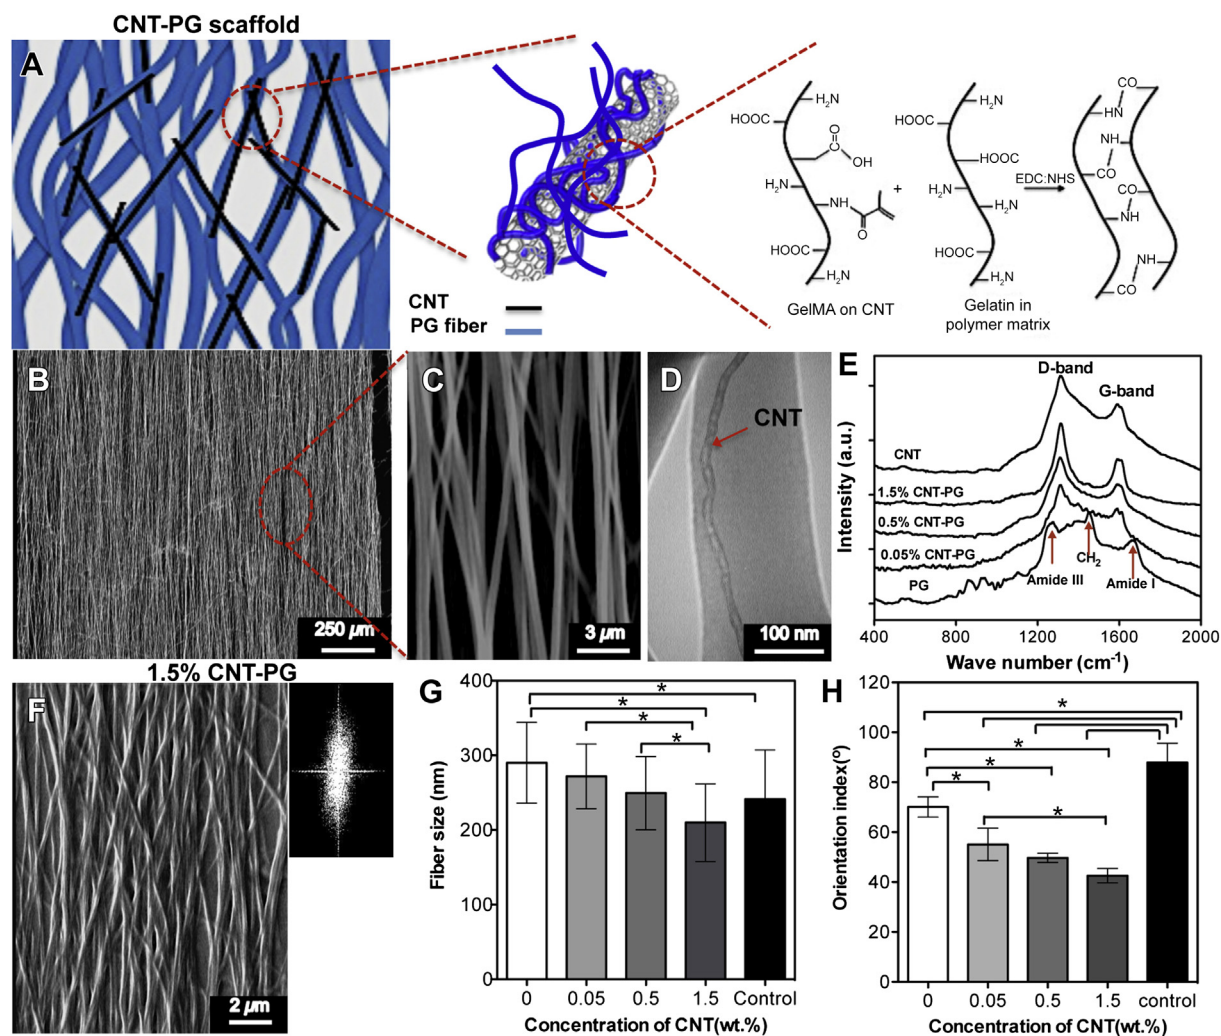 CNT-PG scaffold
A
CNT
PG fiber
H₂N
HOOC
O
O
OH
H₂N
NH
O
HOOC
H₂N
GelMA on CNT
+
H₂N
HOOC
HOOC
H₂N
H₂N
HOOC
H₂N
Gelatin in
polymer matrix
EDC:NHS
CO
HN
NH
CO
CO
NH
NH
CO
B
250 µm
C
3 µm
D
CNT
100 nm
E
D-band
G-band
CNT
1.5% CNT-PG
0.5% CNT-PG
0.05% CNT-PG
PG
Amide III
CH₂
Amide I
Intensity (a.u.)
400 800 1200 1600 2000
Wave number (cm⁻¹)
1.5% CNT-PG
F
2 µm
G
400
300
200
100
0
Fiber size (nm)
* * * *
0 0.05 0.5 1.5 Control
Concentration of CNT(wt.%)
H
120
100
80
60
40
20
0
Orientation index(º)
* * * * *
0 0.05 0.5 1.5 control
Concentration of CNT(wt.%)